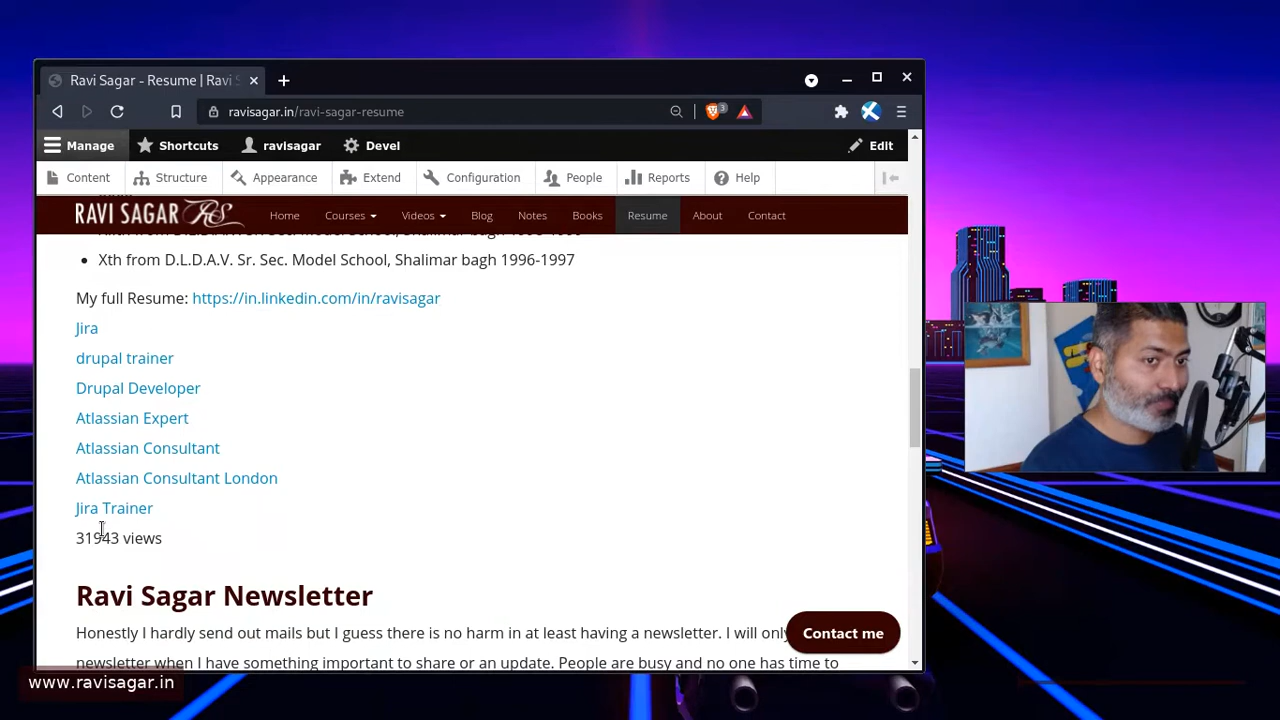 Ravi Sagar - Resume | Ravi S
ravisagar.in/ravi-sagar-resume
3
Manage
Shortcuts
ravisagar
Devel
Edit
Content
Structure
Appearance
Extend
Configuration
People
Reports
Help
RAVI SAGAR RS
Home
Courses
Videos
Blog
Notes
Books
Resume
About
Contact
Xth from D.L.D.A.V. Sr. Sec. Model School, Shalimar bagh 1996-1997
My full Resume: https://in.linkedin.com/in/ravisagar
Jira
drupal trainer
Drupal Developer
Atlassian Expert
Atlassian Consultant
Atlassian Consultant London
Jira Trainer
31943 views
Ravi Sagar Newsletter
Honestly I hardly send out mails but I guess there is no harm in at least having a newsletter. I will only
Contact me
newsletter when I have something important to share or an update. People are busy and no one has time to
www.ravisagar.in